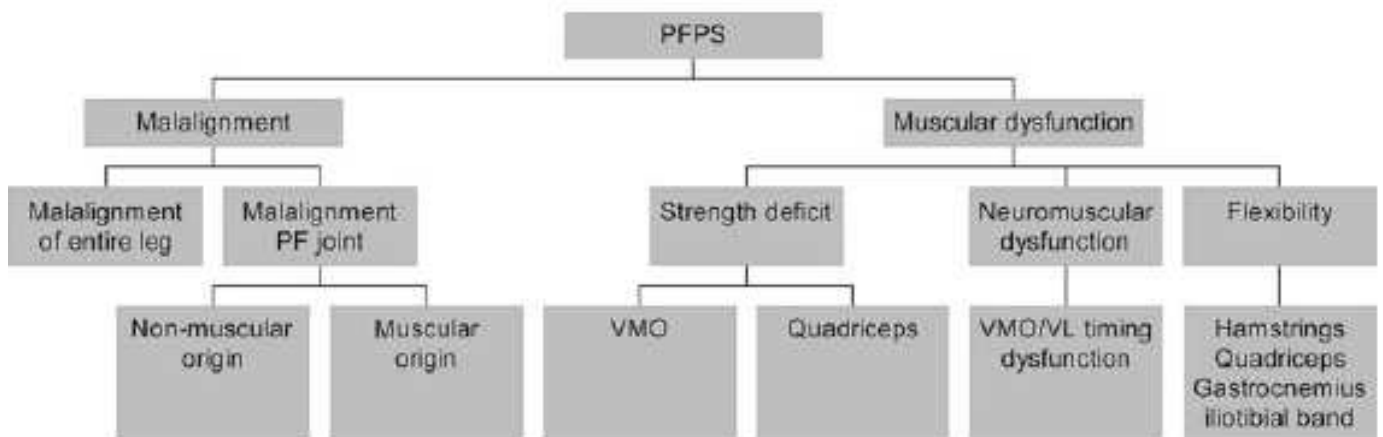 PFPS
Malalignment
Muscular dysfunction
Malalignment
of entire leg
Malalignment
PF joint
Strength deficit
Neuromuscular
dysfunction
Flexibility
Non-muscular
origin
Muscular
origin
VMO
Quadriceps
VMO/VL timing
dysfunction
Hamstrings
Quadriceps
Gastrocnemius
iliotibial band